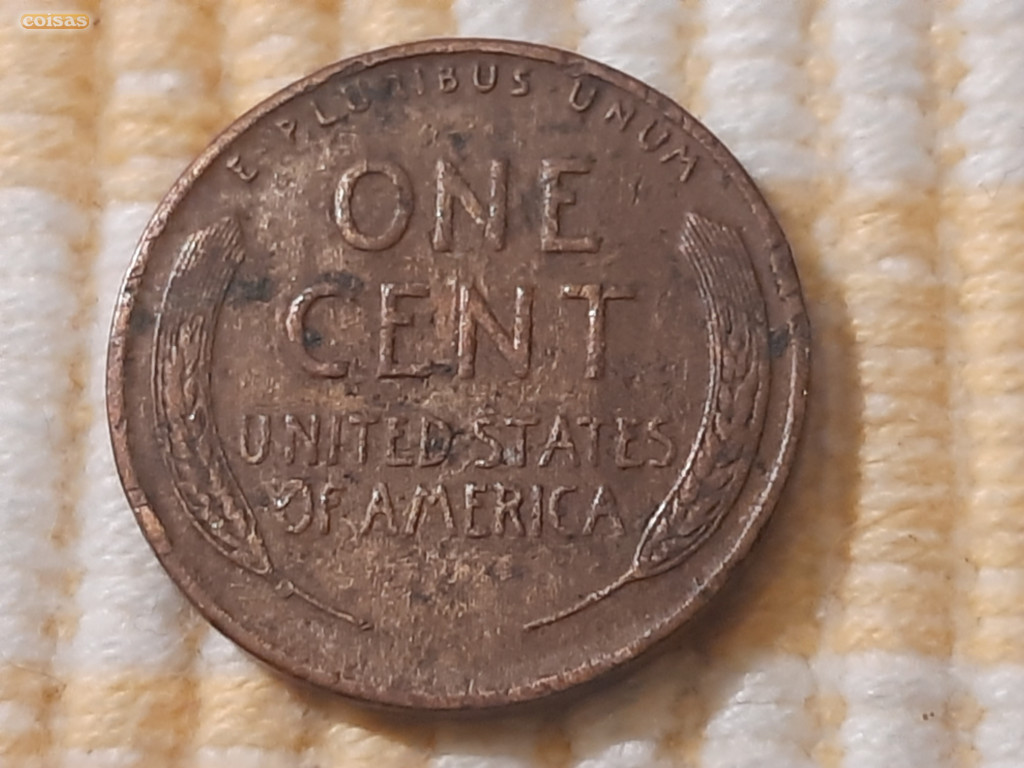 coisas
E PLURIBUS UNUM
ONE
CENT
UNITED STATES
OF AMERICA